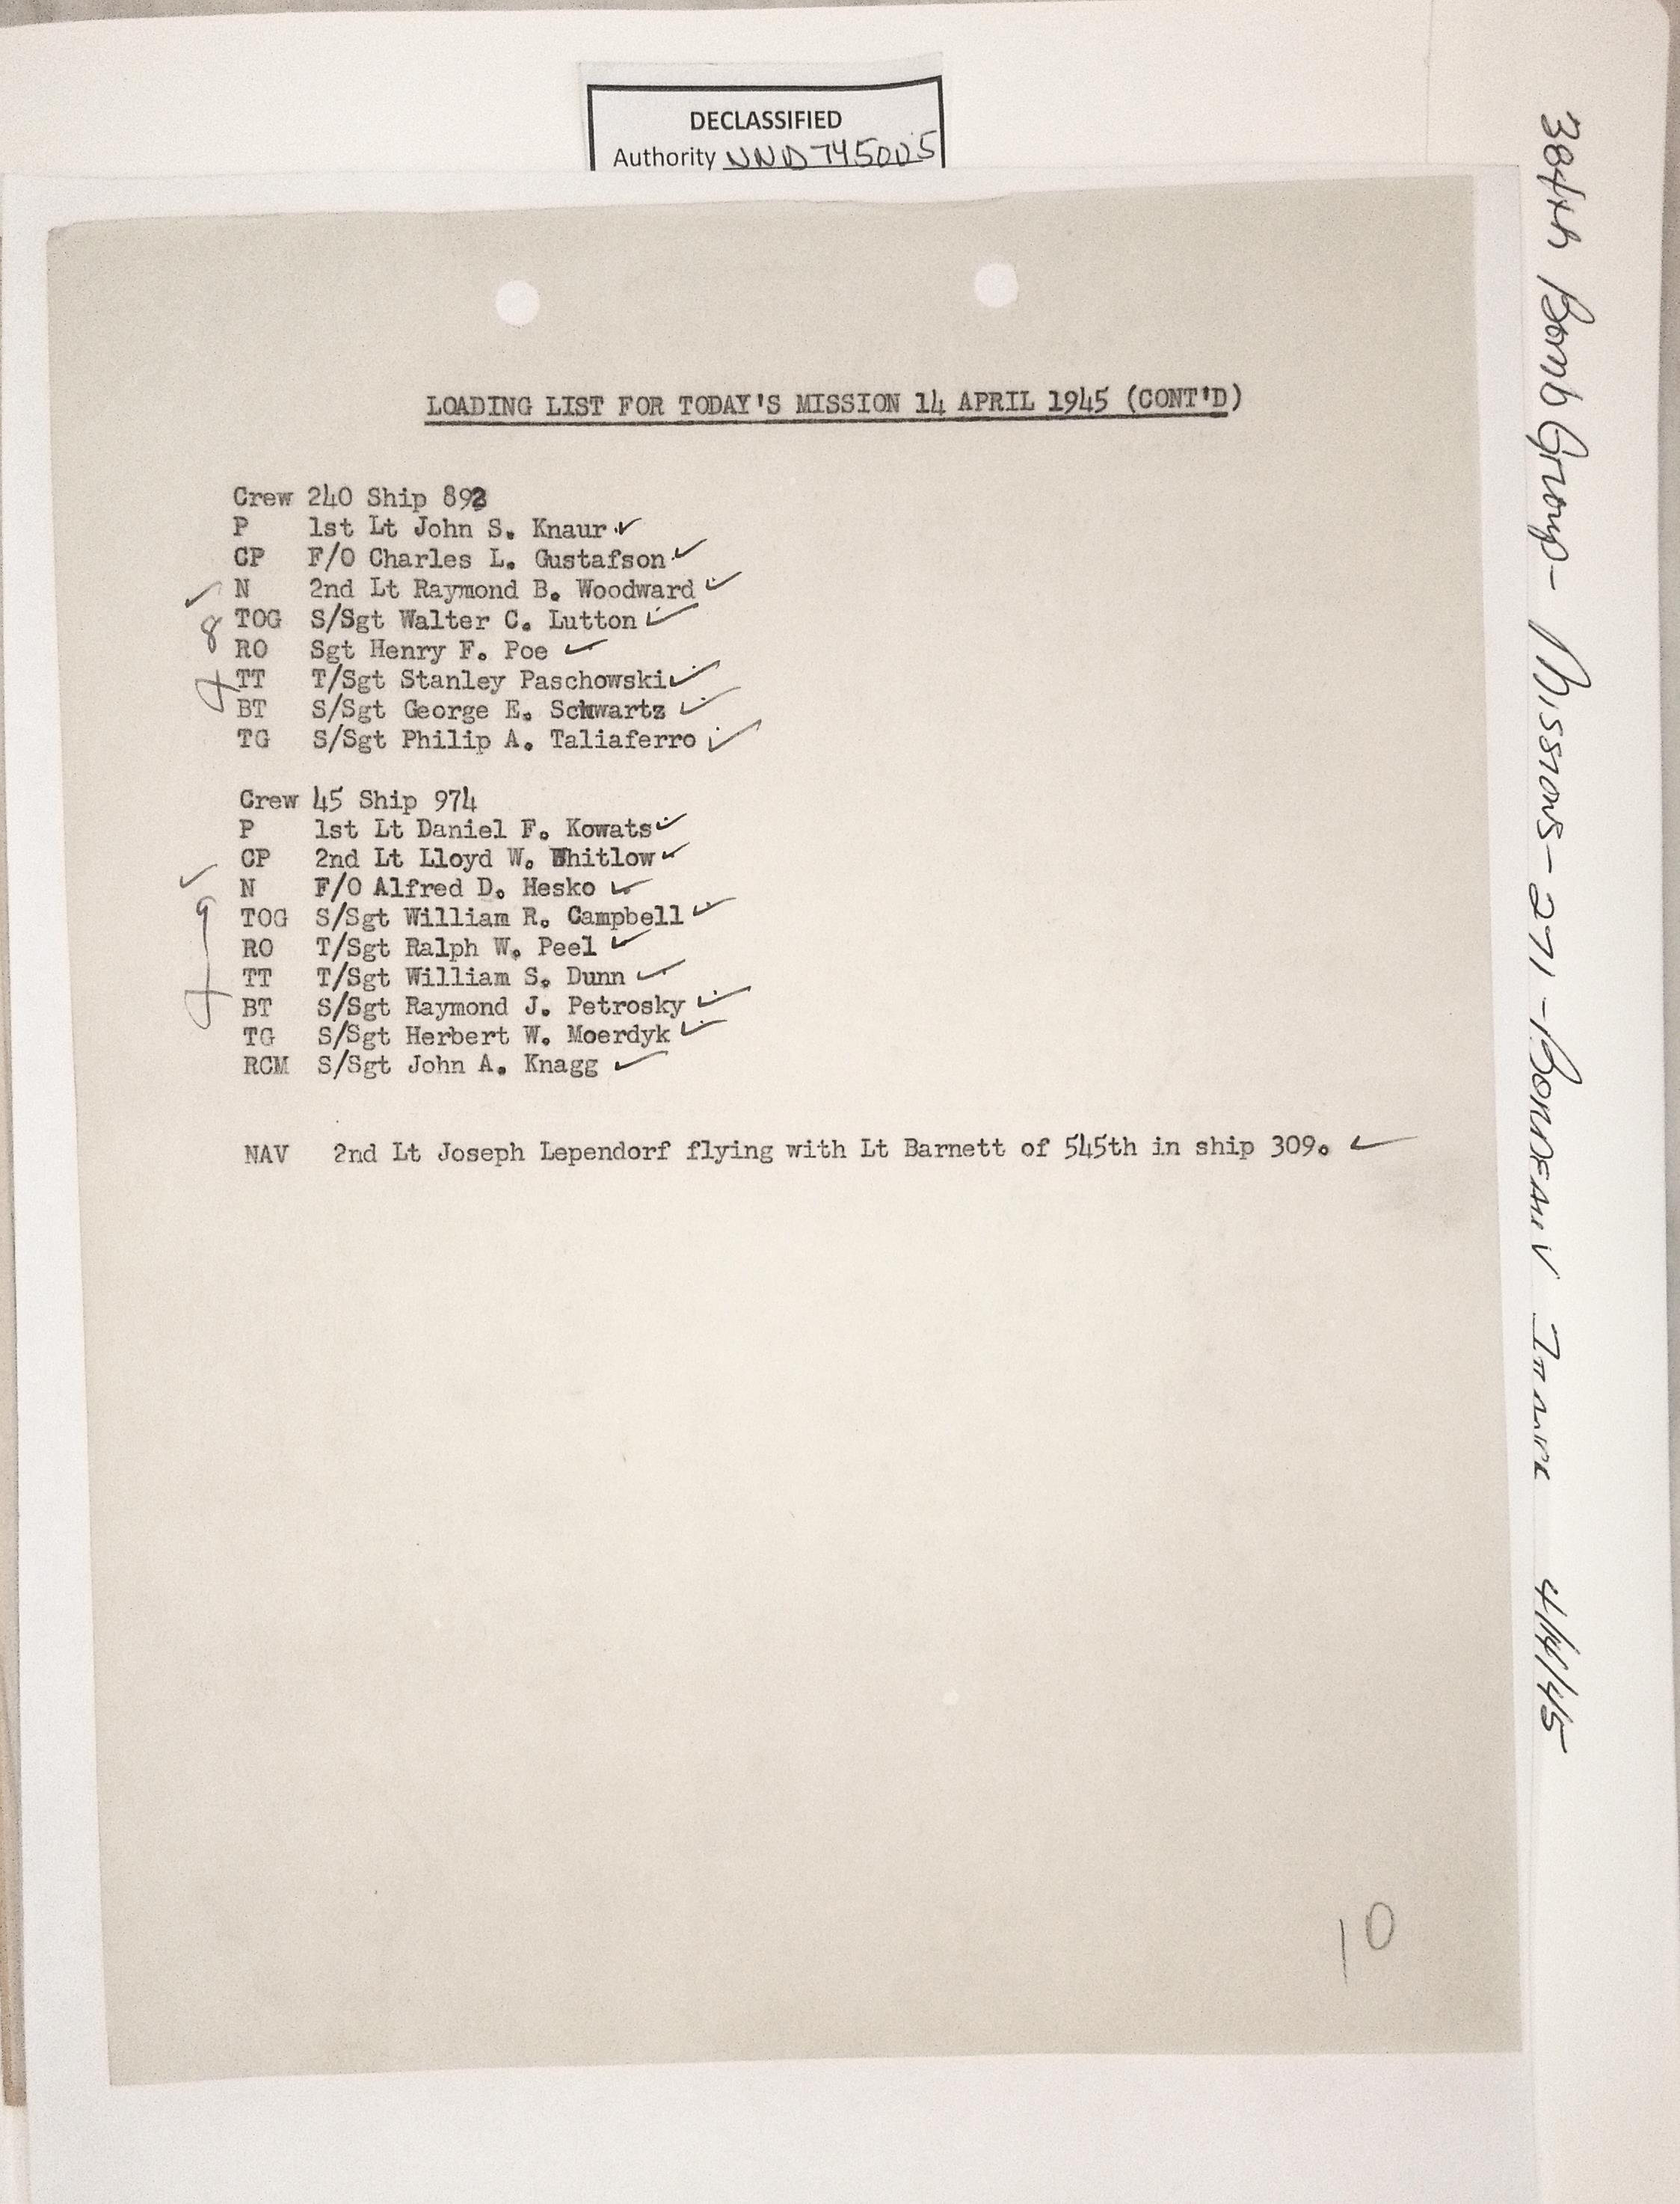 DECLASSIFIED
Authority NND 745005
LOADING LIST FOR TODAY'S MISSION 14 APRIL 1945 (CONT'D)
Crew 240 Ship 892
P 1st Lt John S. Knaur ✓
CP F/O Charles L. Gustafson ✓
✓ N 2nd Lt Raymond B. Woodward ✓
8 TOG S/Sgt Walter C. Lutton ✓
RO Sgt Henry F. Poe ✓
TT T/Sgt Stanley Paschowski ✓
BT S/Sgt George E. Schwartz ✓
TG S/Sgt Philip A. Taliaferro ✓
Crew 45 Ship 974
P 1st Lt Daniel F. Kowats ✓
CP 2nd Lt Lloyd W. Whitlow ✓
✓ N F/O Alfred D. Hesko ✓
9 TOG S/Sgt William R. Campbell ✓
RO T/Sgt Ralph W. Peel ✓
TT T/Sgt William S. Dunn ✓
BT S/Sgt Raymond J. Petrosky ✓
TG S/Sgt Herbert W. Moerdyk ✓
RCM S/Sgt John A. Knagg ✓
NAV 2nd Lt Joseph Lependorf flying with Lt Barnett of 545th in ship 309. ✓
10
384th Bomb Group - Missions - 271 - 4/14/45